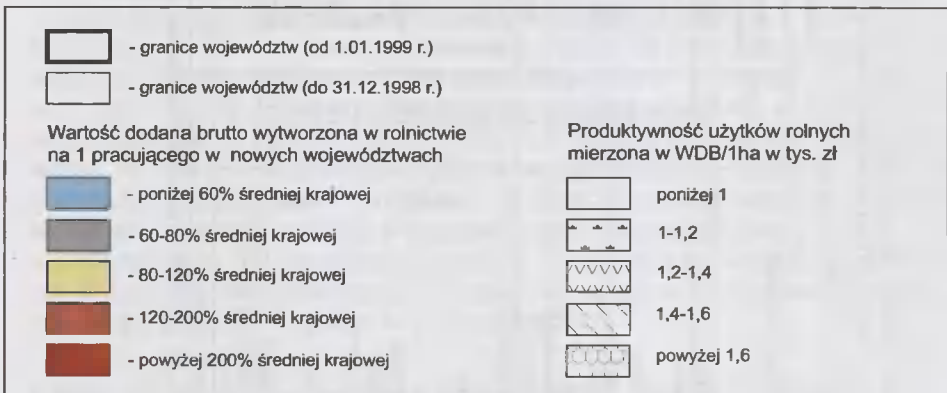 - granice województw (od 1.01.1999 r.)
- granice województw (do 31.12.1998 r.)
Wartość dodana brutto wytworzona w rolnictwie
na 1 pracującego w nowych województwach
- poniżej 60% średniej krajowej
- 60-80% średniej krajowej
- 80-120% średniej krajowej
- 120-200% średniej krajowej
- powyżej 200% średniej krajowej
Produktywność użytków rolnych
mierzona w WDB/1ha w tys. zł
poniżej 1
1-1,2
1,2-1,4
1,4-1,6
powyżej 1,6